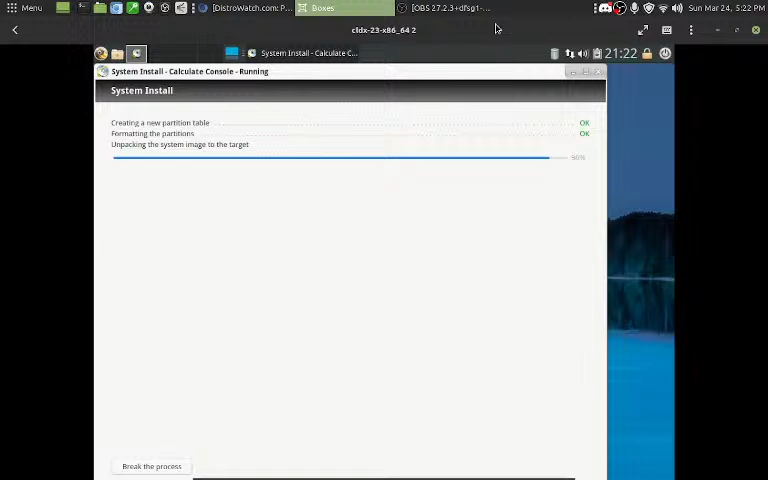 Menu
[DistroWatch.com: P...
Boxes
[OBS 27.2.3+dfsg1-...
Sun Mar 24, 5:22 PM
cldx-23-x86_64 2
System Install - Calculate C...
21:22
System Install - Calculate Console - Running
System Install
Creating a new partition table OK
Formatting the partitions OK
Unpacking the system image to the target
96%
Break the process